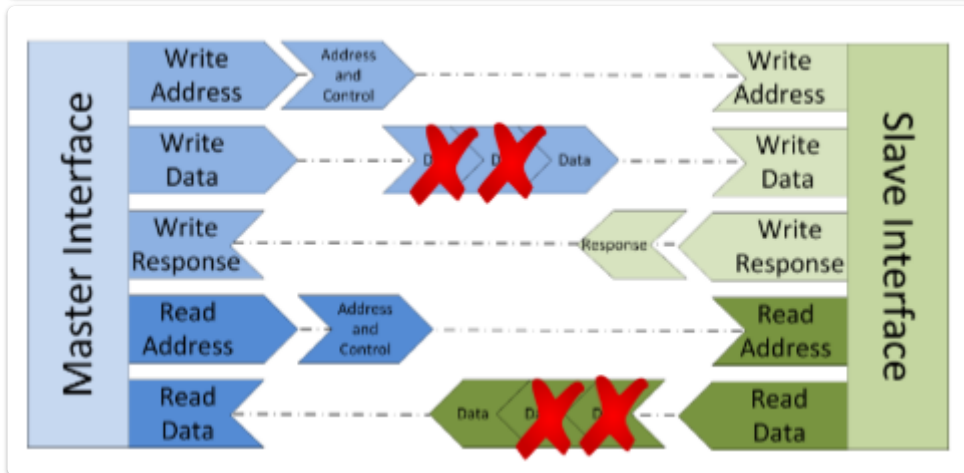 Master Interface
Write
Address
Address
and
Control
Write
Address
Write
Data
Data
Write
Data
Write
Response
Response
Write
Response
Read
Address
Address
and
Control
Read
Address
Read
Data
Data
Read
Data
Slave Interface